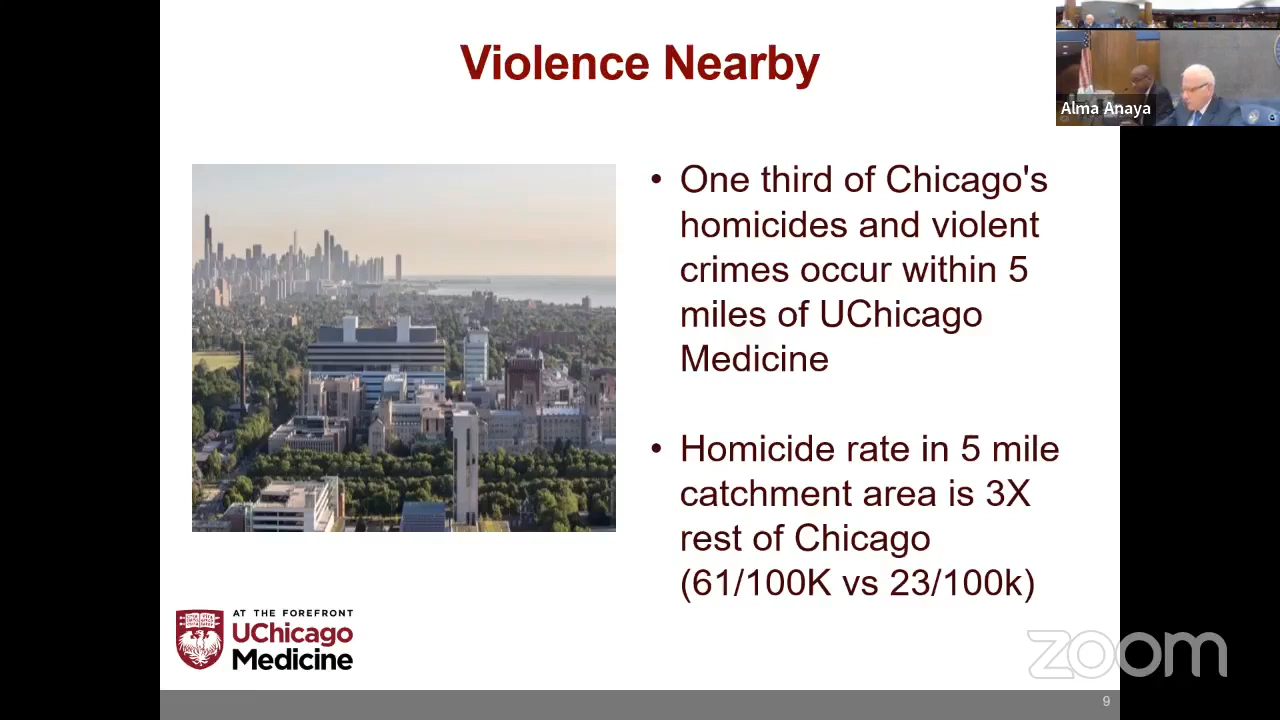 Violence Nearby
Alma Anaya
• One third of Chicago's
homicides and violent
crimes occur within 5
miles of UChicago
Medicine
• Homicide rate in 5 mile
catchment area is 3X
rest of Chicago
(61/100K vs 23/100k)
AT THE FOREFRONT
UChicago
Medicine
zoom
9